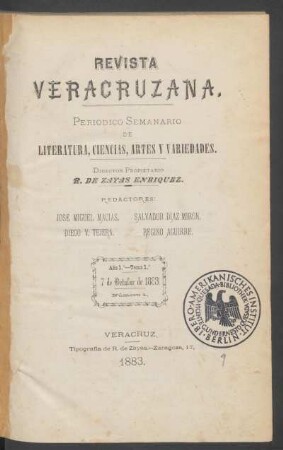 REVISTA
VERACRUZANA.
PERIODICO SEMANARIO
DE
LITERATURA, CIENCIAS, ARTES Y VARIEDADES.
DIRECTOR PROPIETARIO
R. DE ZAYAS ENRIQUEZ.
REDACTORES:
JOSE MIGUEL MACIAS. SALVADOR DIAZ MIRON.
DIEGO V. TEJERA. REGINO AGUIRRE.
Año I.—Tomo I.
7 de Octubre de 1883.
VERACRUZ.
Tipografía de R. de Zayas.—Zaragoza, 12,
1883.
IBERO-AMERIKANISCHES INSTITUT
BERLIN
BIBLIOTHEK